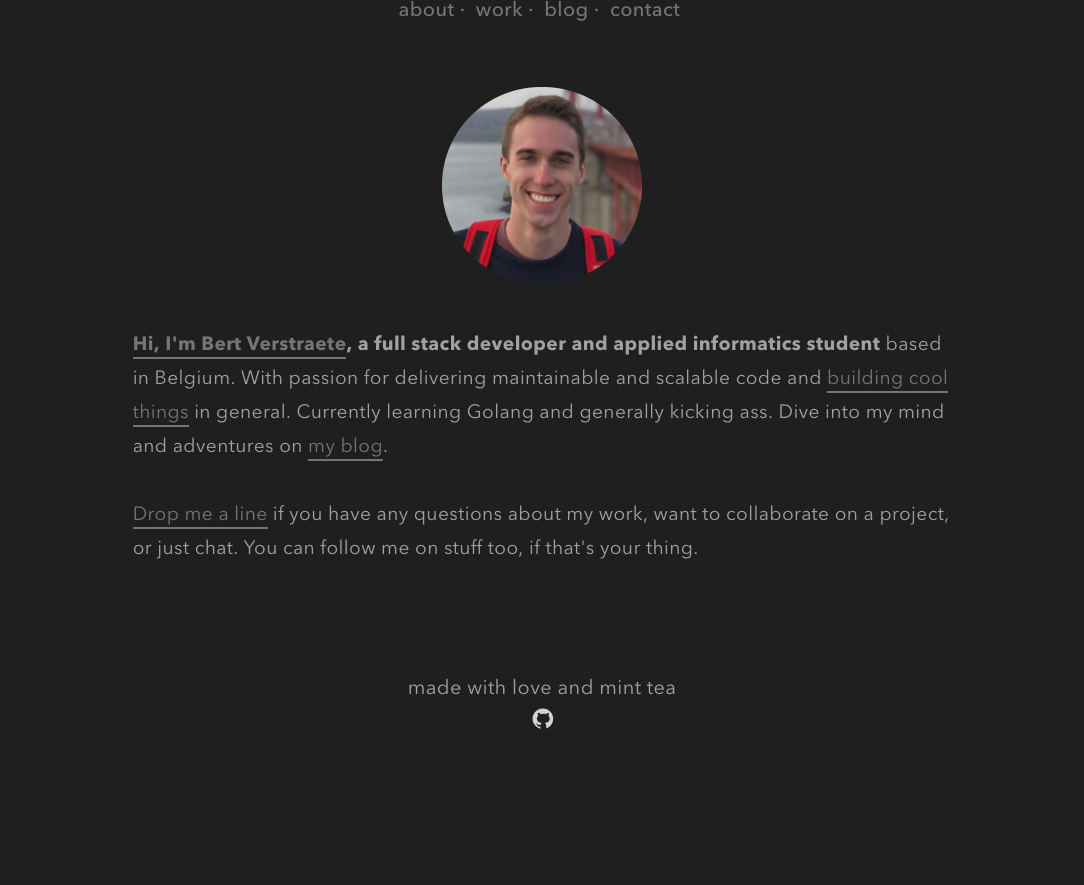 about · work · blog · contact
Hi, I'm Bert Verstraete, a full stack developer and applied informatics student based
in Belgium. With passion for delivering maintainable and scalable code and building cool
things in general. Currently learning Golang and generally kicking ass. Dive into my mind
and adventures on my blog.
Drop me a line if you have any questions about my work, want to collaborate on a project,
or just chat. You can follow me on stuff too, if that's your thing.
made with love and mint tea